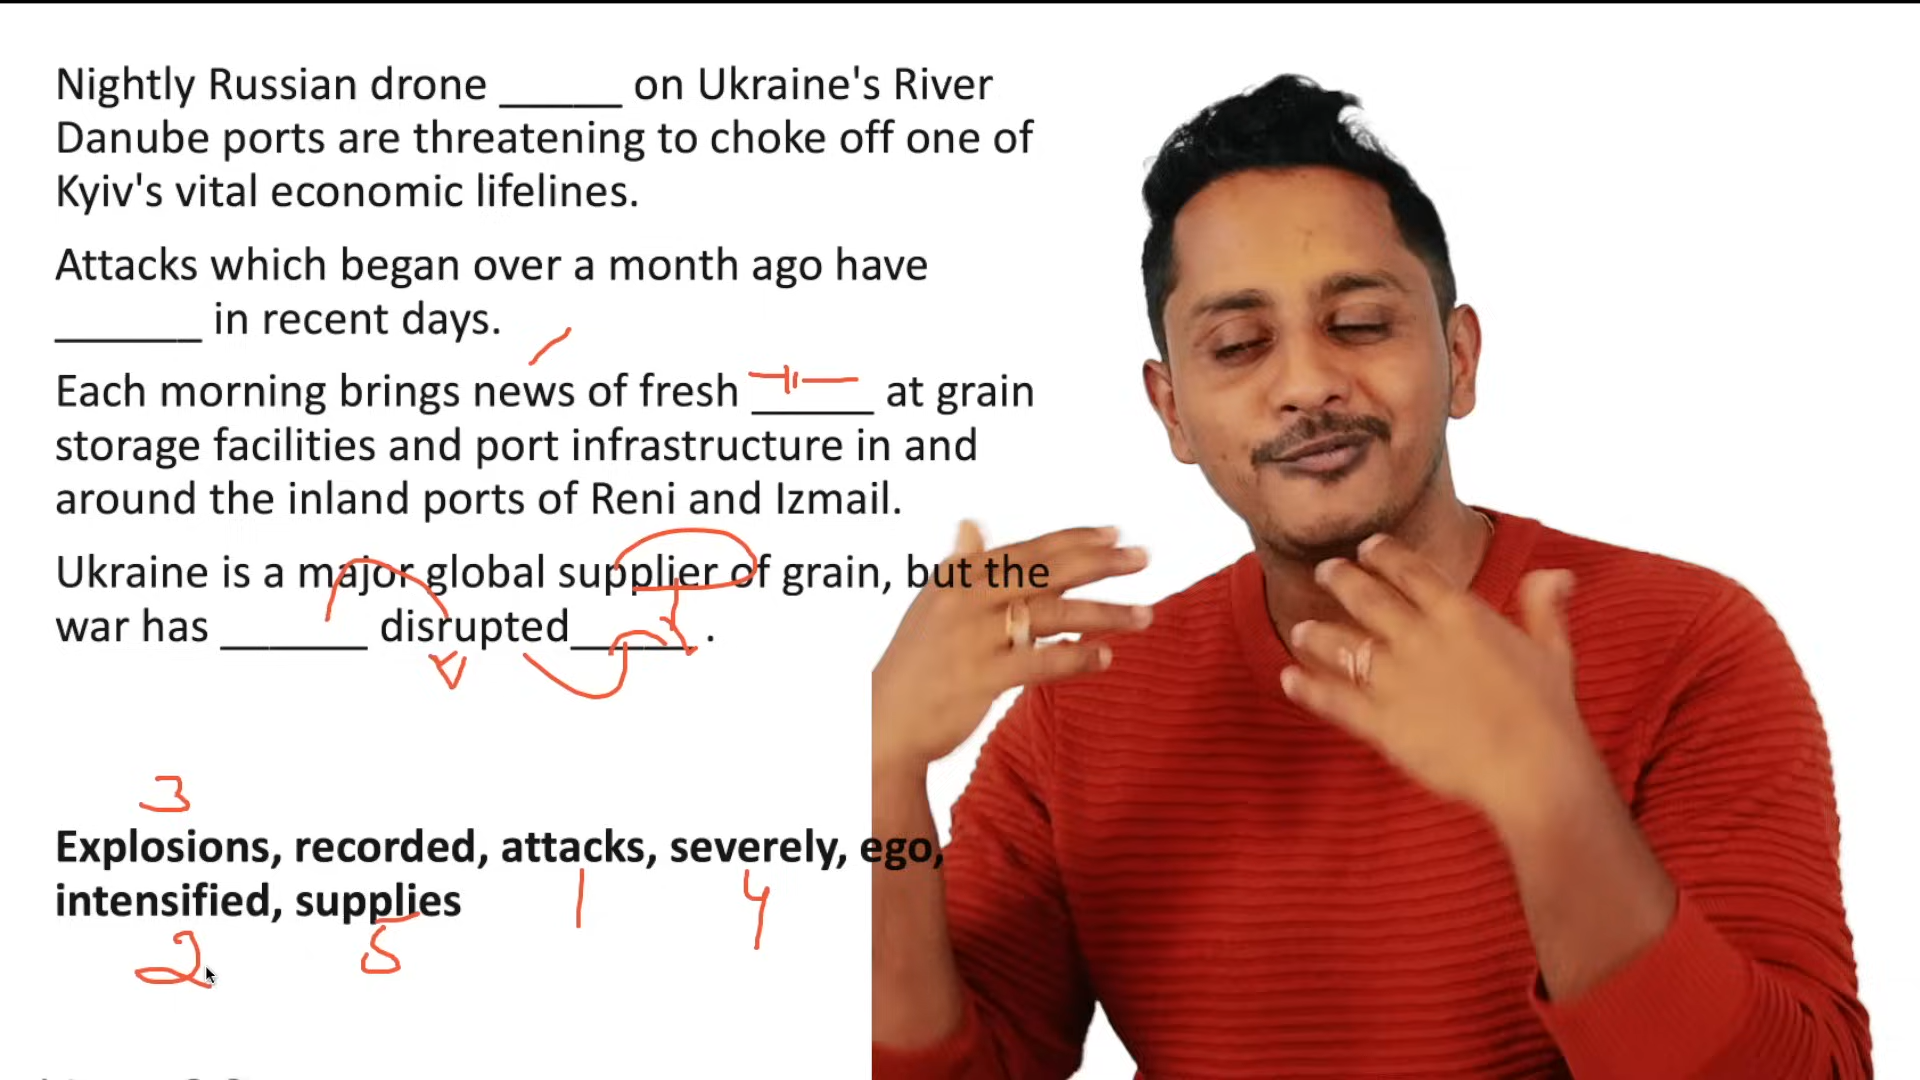 Nightly Russian drone _____ on Ukraine's River
Danube ports are threatening to choke off one of
Kyiv's vital economic lifelines.
Attacks which began over a month ago have
______ in recent days.
Each morning brings news of fresh _____ at grain
storage facilities and port infrastructure in and
around the inland ports of Reni and Izmail.
Ukraine is a major global supplier of grain, but the
war has ______ disrupted_____ .
3
Explosions, recorded, attacks, severely, ego,
intensified, supplies
1 4
2 5